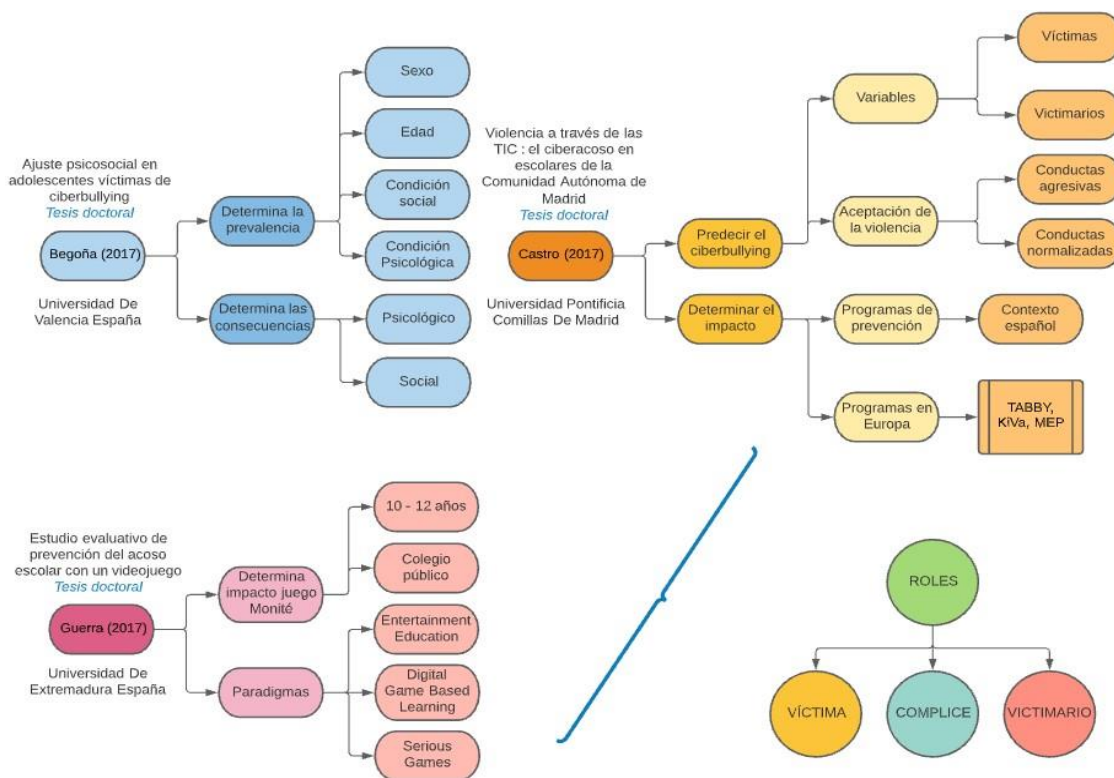 Ajuste psicosocial en
adolescentes víctimas de
ciberbullying
Tesis doctoral
Begoña (2017)
Universidad De
Valencia España
Determina la
prevalencia
Sexo
Edad
Condición
social
Condición
Psicológica
Determina las
consecuencias
Psicológico
Social
Violencia a través de las
TIC : el ciberacoso en
escolares de la
Comunidad Autónoma de
Madrid
Tesis doctoral
Castro (2017)
Universidad Pontificia
Comillas De Madrid
Predecir el
ciberbullying
Variables
Víctimas
Victimarios
Aceptación de
la violencia
Conductas
agresivas
Conductas
normalizadas
Determinar el
impacto
Programas de
prevención
Contexto
español
Programas en
Europa
TABBY,
KiVa, MEP
Estudio evaluativo de
prevención del acoso
escolar con un videojuego
Tesis doctoral
Guerra (2017)
Universidad De
Extremadura España
Determina
impacto juego
Monité
10 - 12 años
Colegio
público
Paradigmas
Entertainment
Education
Digital
Game Based
Learning
Serious
Games
ROLES
VÍCTIMA
COMPLICE
VICTIMARIO